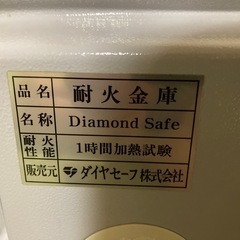 品名 耐火金庫
名称 Diamond Safe
耐火性能 1時間加熱試験
販売元 ダイヤセーフ株式会社